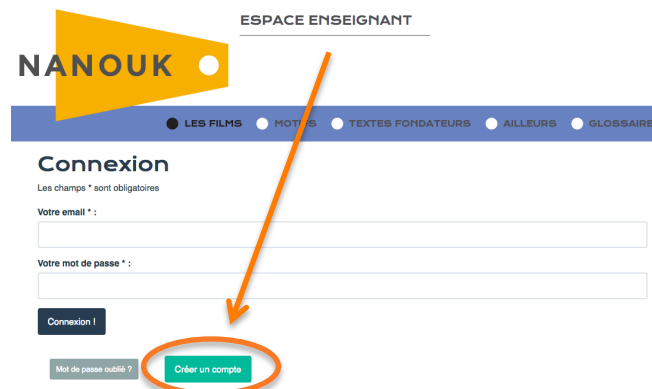 ESPACE ENSEIGNANT
NANOUK
LES FILMS MOTIFS TEXTES FONDATEURS AILLEURS GLOSSAIRE
Connexion
Les champs * sont obligatoires
Votre email * :
Votre mot de passe * :
Connexion !
Mot de passe oublié ? Créer un compte